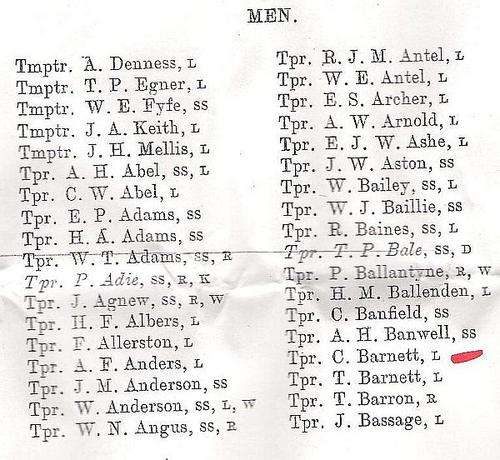 MEN.
Tmptr. A. Denness, L
Tmptr. T. P. Egner, L
Tmptr. W. E. Fyfe, SS
Tmptr. J. A. Keith, L
Tmptr. J. H. Mellis, L
Tpr. A. H. Abel, SS, L
Tpr. C. W. Abel, L
Tpr. E. P. Adams, SS
Tpr. H. A. Adams, SS
Tpr. W. T. Adams, SS, R
Tpr. P. Adie, SS, R, K
Tpr. J. Agnew, SS, R, W
Tpr. H. F. Albers, L
Tpr. F. Allerston, L
Tpr. A. F. Anders, L
Tpr. J. M. Anderson, SS
Tpr. W. Anderson, SS, L, W
Tpr. W. N. Angus, SS, R
Tpr. R. J. M. Antel, L
Tpr. W. E. Antel, L
Tpr. E. S. Archer, L
Tpr. A. W. Arnold, L
Tpr. E. J. W. Ashe, L
Tpr. J. W. Aston, SS
Tpr. W. Bailey, SS, L
Tpr. W. J. Baillie, SS
Tpr. R. Baines, SS, L
Tpr. T. P. Bale, SS, D
Tpr. P. Ballantyne, R, W
Tpr. H. M. Ballenden, L
Tpr. C. Banfield, SS
Tpr. A. H. Banwell, SS
Tpr. C. Barnett, L
Tpr. T. Barnett, L
Tpr. T. Barron, R
Tpr. J. Bassage, L